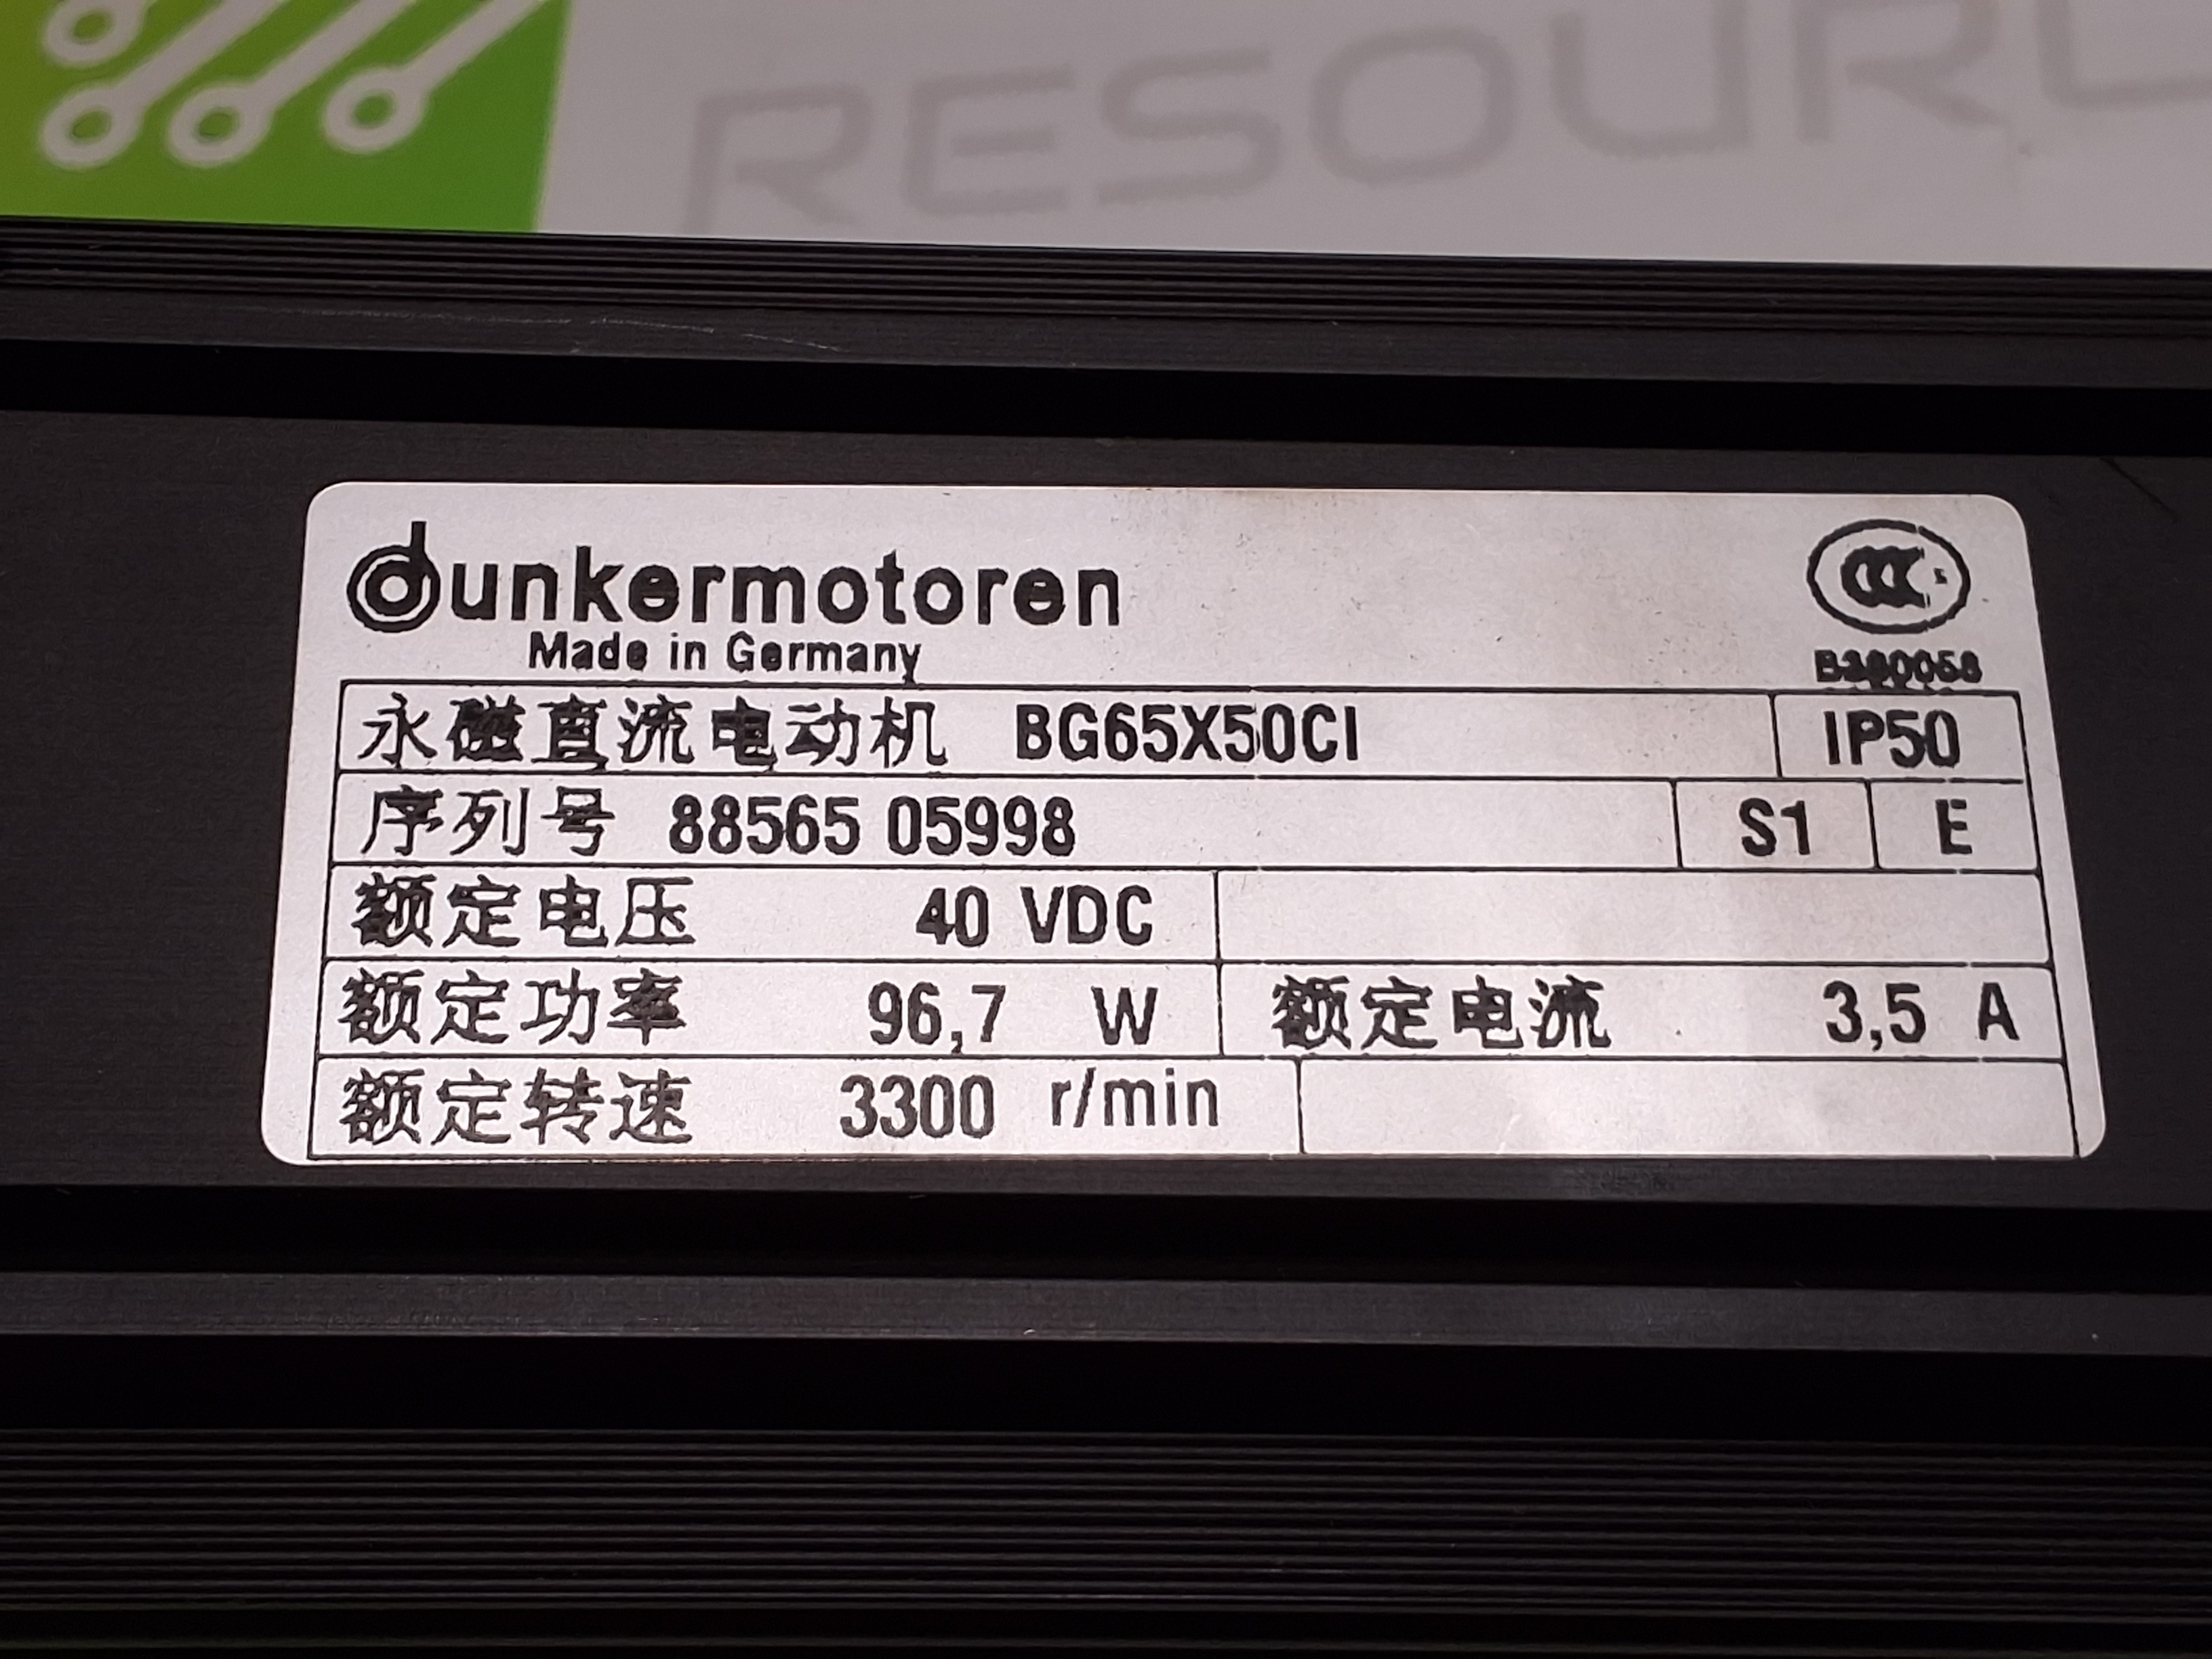 RESOUR
dunkermotoren
Made in Germany
永磁直流电动机 BG65X50CI IP50
序列号 88565 05998 S1 E
额定电压 40 VDC
额定功率 96,7 W 额定电流 3,5 A
额定转速 3300 r/min